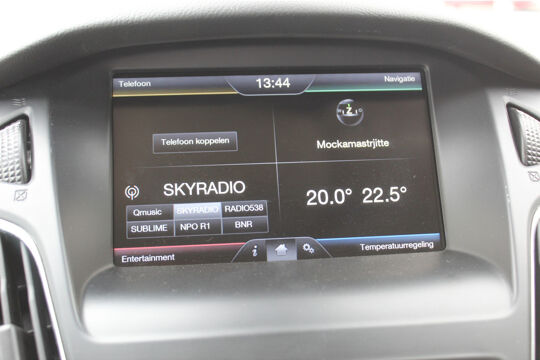 Telefoon 13:44 Navigatie
Telefoon koppelen
Mockamastrjitte
SKYRADIO
20.0° 22.5°
Qmusic SKYRADIO RADIO538
SUBLIME NPO R1 BNR
Entertainment
Temperatuurregeling